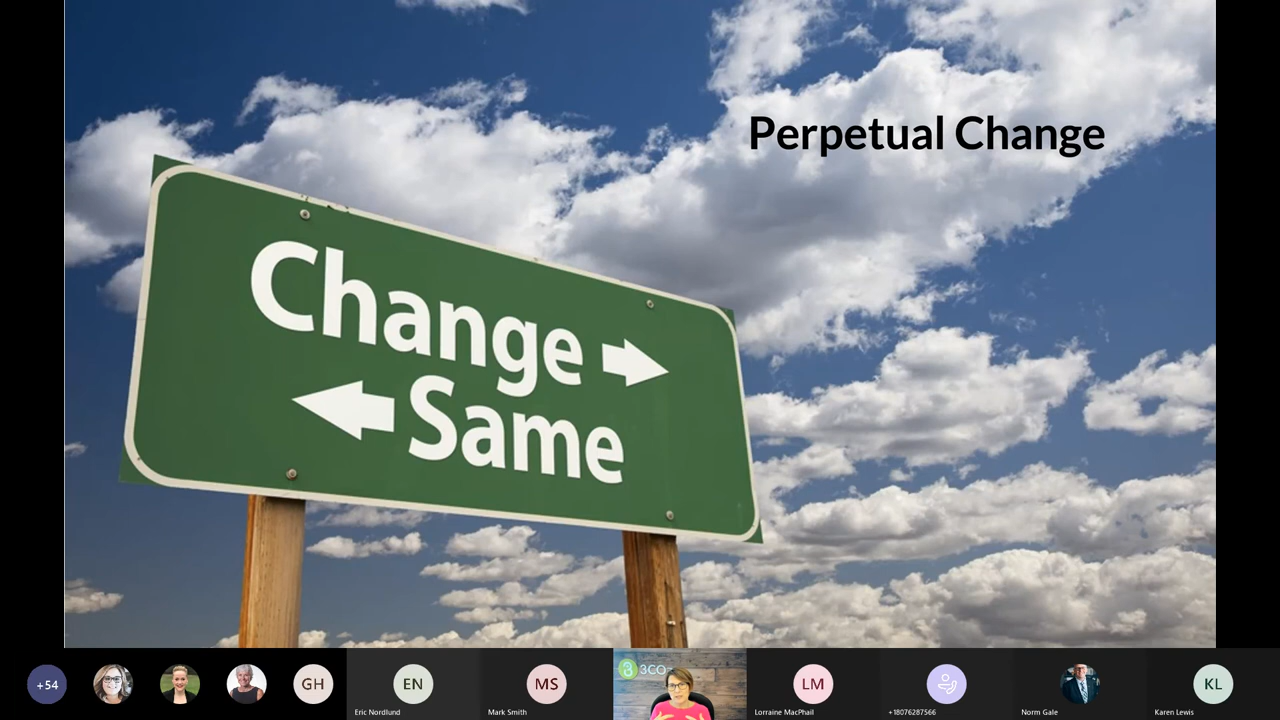 Perpetual Change
Change
Same
+54
GH
EN
Eric Nordlund
MS
Mark Smith
3CO
LM
Lorraine MacPhail
+18076287566
Norm Gale
KL
Karen Lewis